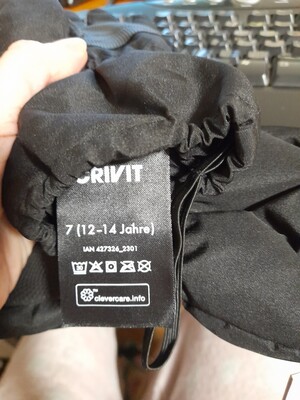 CRIVIT
7 (12-14 Jahre)
IAN 427326_2301
clevercare.info